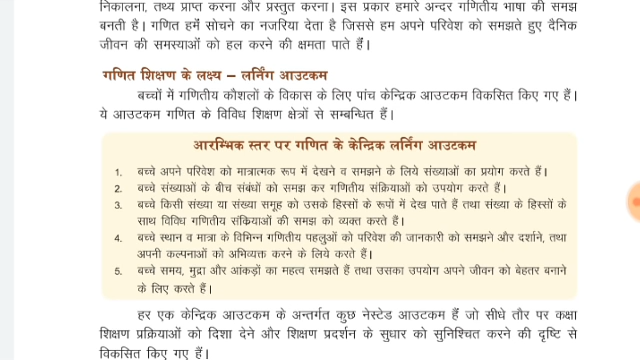 निकालना, तथ्य प्राप्त करना और प्रस्तुत करना। इस प्रकार हमारे अन्दर गणितीय भाषा की समझ
बनती है। गणित हमें सोचने का नजरिया देता है जिससे हम अपने परिवेश को समझते हुए दैनिक
जीवन की समस्याओं को हल करने की क्षमता पाते हैं।
गणित शिक्षण के लक्ष्य – लर्निंग आउटकम
बच्चों में गणितीय कौशलों के विकास के लिए पांच केन्द्रिक आउटकम विकसित किए गए हैं।
ये आउटकम गणित के विविध शिक्षण क्षेत्रों से सम्बन्धित हैं।
आरम्भिक स्तर पर गणित के केन्द्रिक लर्निंग आउटकम
1. बच्चे अपने परिवेश को मात्रात्मक रूप में देखने व समझने के लिये संख्याओं का प्रयोग करते हैं।
2. बच्चे संख्याओं के बीच संबंधों को समझ कर गणितीय संक्रियाओं को उपयोग करते हैं।
3. बच्चे किसी संख्या या संख्या समूह को उसके हिस्सों के रूपों में देख पाते हैं तथा संख्या के हिस्सों के
साथ विविध गणितीय संकियाओं की समझ को व्यक्त करते हैं।
4. बच्चे स्थान व मात्रा के विभिन्न गणितीय पहलुओं को परिवेश की जानकारी को समझने और दर्शाने, तथा
अपनी कल्पनाओं को अभिव्यक्त करने के लिये करते हैं।
5. बच्चे समय, मुद्रा और आंकड़ों का महत्व समझते हैं तथा उसका उपयोग अपने जीवन को बेहतर बनाने
के लिए करते हैं।
हर एक केन्द्रिक आउटकम के अन्तर्गत कुछ नेस्टेड आउटकम हैं जो सीधे तौर पर कक्षा
शिक्षण प्रक्रियाओं को दिशा देने और शिक्षण प्रदर्शन के सुधार को सुनिश्चित करने की दृष्टि से
विकसित किए गए हैं।